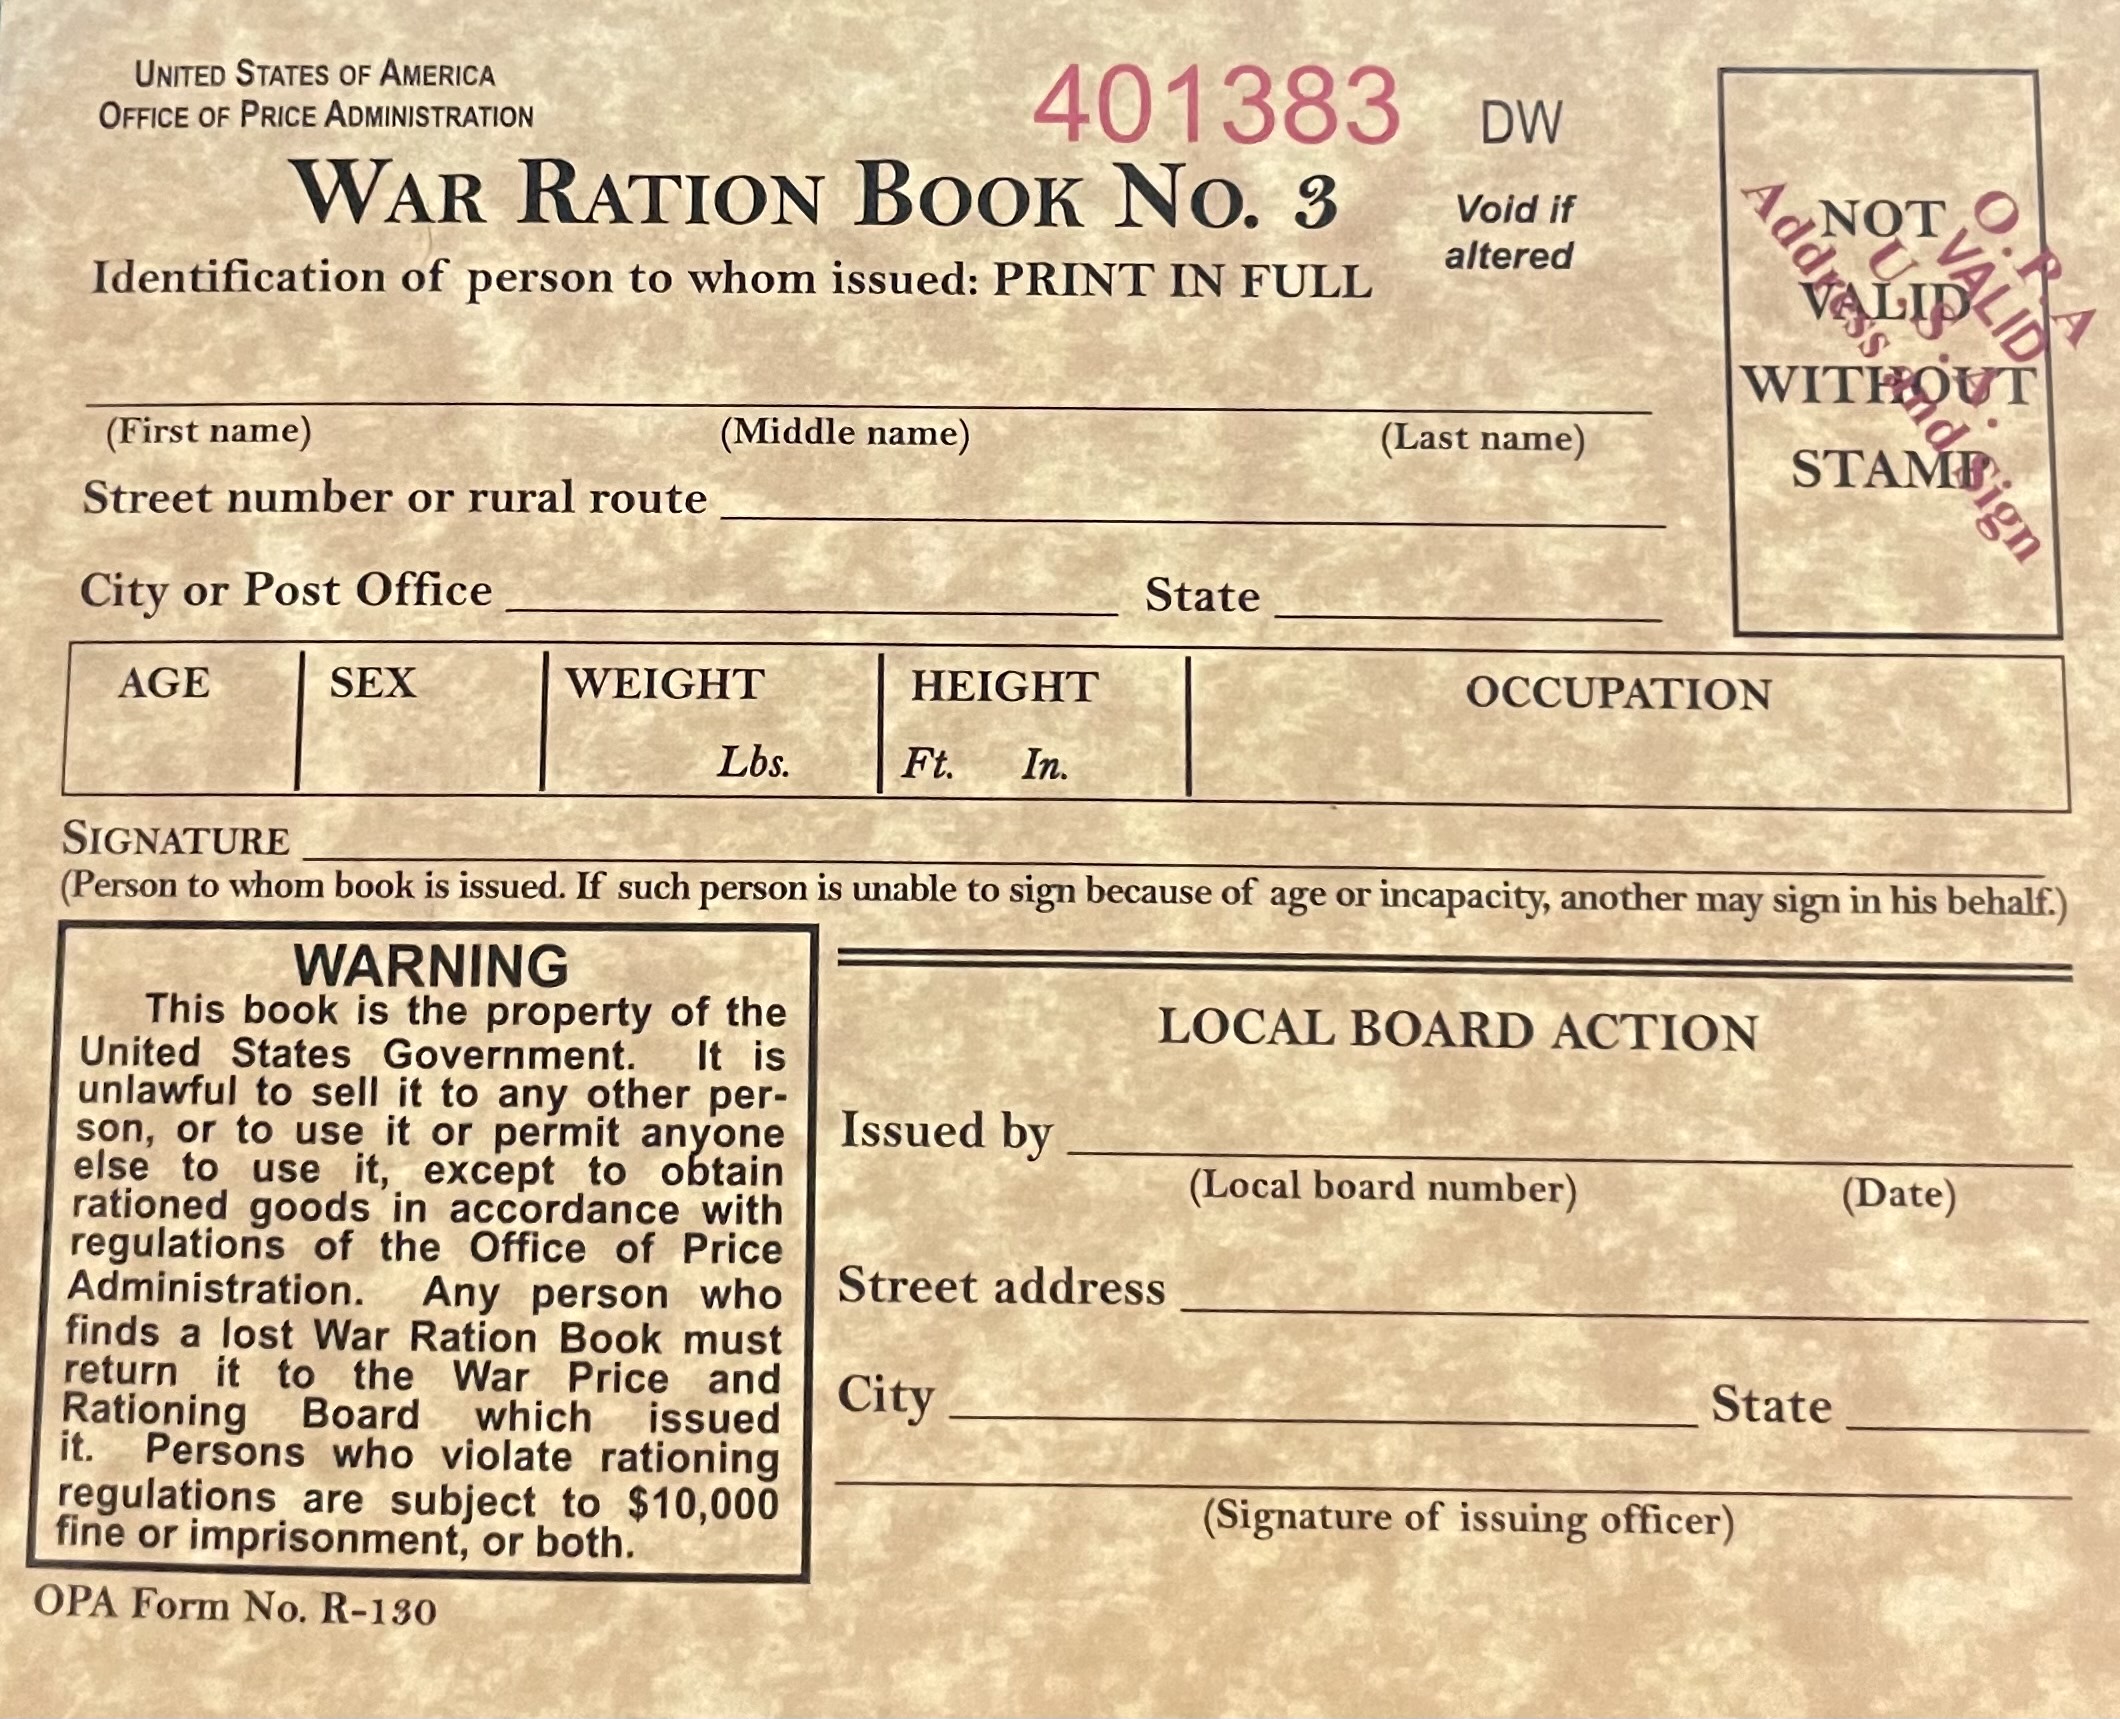 UNITED STATES OF AMERICA
OFFICE OF PRICE ADMINISTRATION
401383 DW
WAR RATION BOOK NO. 3
Void if
altered
Identification of person to whom issued: PRINT IN FULL
NOT
VALID
WITHOUT
STAMP
O. P. A
VALID
U. S. A.
Address and Sign
(First name) (Middle name) (Last name)
Street number or rural route
City or Post Office State
AGE SEX WEIGHT HEIGHT OCCUPATION
Lbs. Ft. In.
SIGNATURE
(Person to whom book is issued. If such person is unable to sign because of age or incapacity, another may sign in his behalf.)
WARNING
This book is the property of the
United States Government. It is
unlawful to sell it to any other per-
son, or to use it or permit anyone
else to use it, except to obtain
rationed goods in accordance with
regulations of the Office of Price
Administration. Any person who
finds a lost War Ration Book must
return it to the War Price and
Rationing Board which issued
it. Persons who violate rationing
regulations are subject to $10,000
fine or imprisonment, or both.
OPA Form No. R-130
LOCAL BOARD ACTION
Issued by
(Local board number) (Date)
Street address
City State
(Signature of issuing officer)